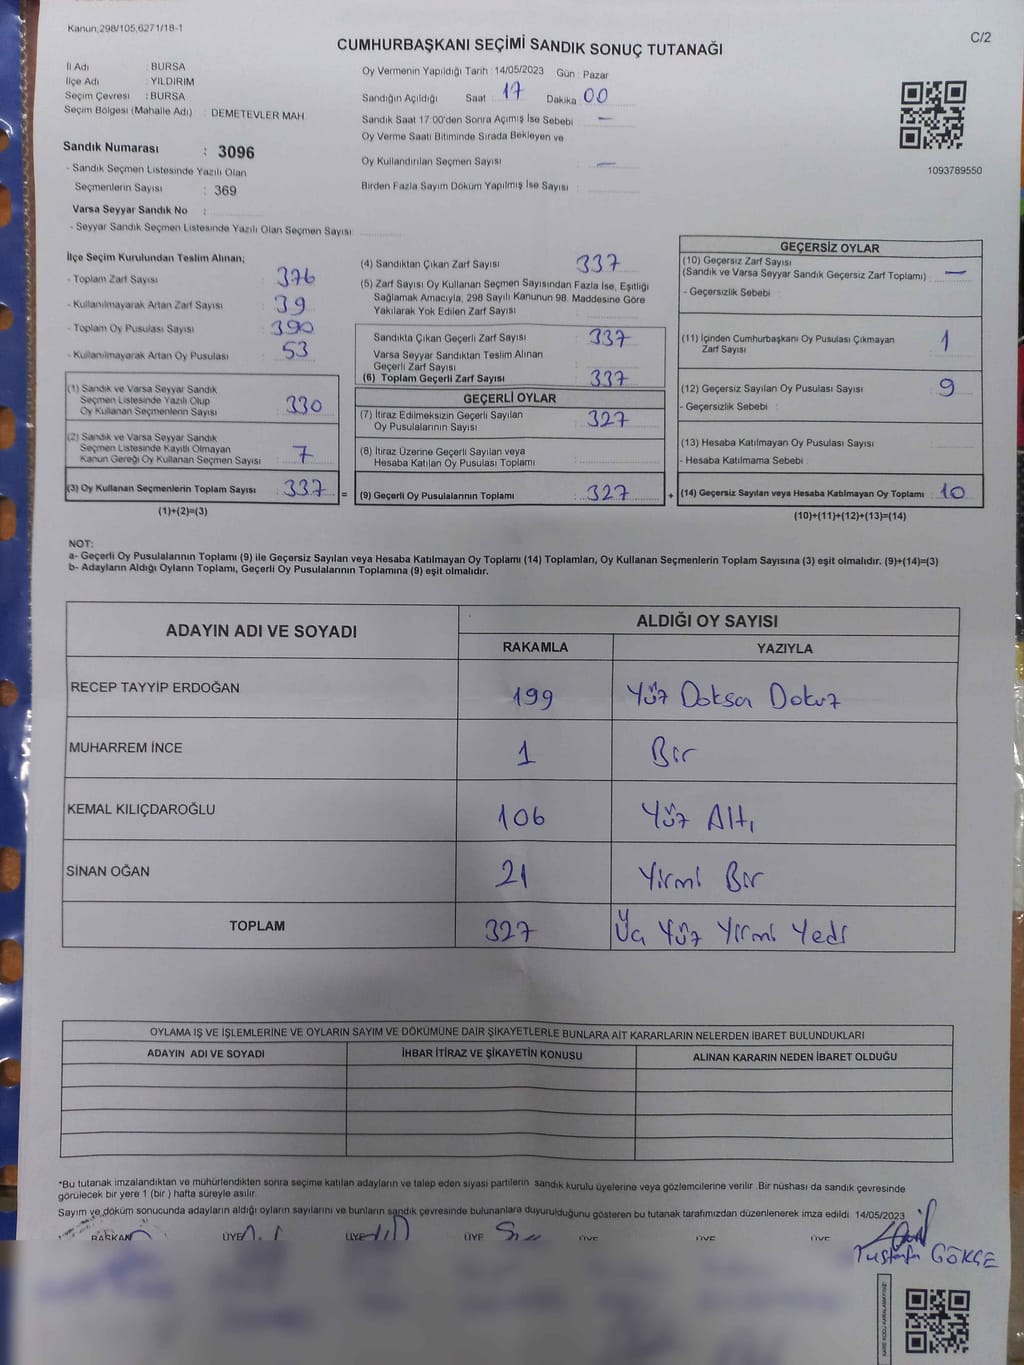 Kanun;298/105,6271/18-1
C/2
CUMHURBAŞKANI SEÇİMİ SANDIK SONUÇ TUTANAĞI
İl Adı : BURSA
İlçe Adı : YILDIRIM
Seçim Çevresi : BURSA
Seçim Bölgesi (Mahalle Adı) : DEMETEVLER MAH.
Sandık Numarası : 3096
- Sandık Seçmen Listesinde Yazılı Olan
Seçmenlerin Sayısı : 369
Varsa Seyyar Sandık No :
- Seyyar Sandık Seçmen Listesinde Yazılı Olan Seçmen Sayısı:
Oy Vermenin Yapıldığı Tarih : 14/05/2023 Gün : Pazar
Sandığın Açıldığı Saat : 17 Dakika : 00
Sandık Saat 17:00'den Sonra Açımış İse Sebebi : —
Oy Verme Saati Bitiminde Sırada Bekleyen ve
Oy Kullandırılan Seçmen Sayısı : —
Birden Fazla Sayım Döküm Yapılmış İse Sayısı :
1093789550
İlçe Seçim Kurulundan Teslim Alınan;
- Toplam Zarf Sayısı : 376
- Kullanılmayarak Artan Zarf Sayısı : 39
- Toplam Oy Pusulası Sayısı : 390
- Kullanılmayarak Artan Oy Pusulası : 53
(1) Sandık ve Varsa Seyyar Sandık
Seçmen Listesinde Yazılı Olup
Oy Kullanan Seçmenlerin Sayısı : 330
(2) Sandık ve Varsa Seyyar Sandık
Seçmen Listesinde Kayıtlı Olmayan
Kanun Gereği Oy Kullanan Seçmen Sayısı : 7
(3) Oy Kullanan Seçmenlerin Toplam Sayısı : 337 =
(1)+(2)=(3)
(4) Sandıktan Çıkan Zarf Sayısı : 337
(5) Zarf Sayısı Oy Kullanan Seçmen Sayısından Fazla İse, Eşitliği
Sağlamak Amacıyla, 298 Sayılı Kanunun 98. Maddesine Göre
Yakılarak Yok Edilen Zarf Sayısı :
Sandıkta Çıkan Geçerli Zarf Sayısı : 337
Varsa Seyyar Sandıktan Teslim Alınan
Geçerli Zarf Sayısı :
(6) Toplam Geçerli Zarf Sayısı : 337
GEÇERLİ OYLAR
(7) İtiraz Edilmeksizin Geçerli Sayılan
Oy Pusulalarının Sayısı : 327
(8) İtiraz Üzerine Geçerli Sayılan veya
Hesaba Katılan Oy Pusulası Toplamı :
(9) Geçerli Oy Pusulalarının Toplamı : 327 +
GEÇERSİZ OYLAR
(10) Geçersiz Zarf Sayısı
(Sandık ve Varsa Seyyar Sandık Geçersiz Zarf Toplamı) : —
- Geçersizlik Sebebi :
(11) İçinden Cumhurbaşkanı Oy Pusulası Çıkmayan
Zarf Sayısı : 1
(12) Geçersiz Sayılan Oy Pusulası Sayısı : 9
- Geçersizlik Sebebi :
(13) Hesaba Katılmayan Oy Pusulası Sayısı :
- Hesaba Katılmama Sebebi :
(14) Geçersiz Sayılan veya Hesaba Katılmayan Oy Toplamı : 10
(10)+(11)+(12)+(13)=(14)
NOT:
a- Geçerli Oy Pusulalarının Toplamı (9) ile Geçersiz Sayılan veya Hesaba Katılmayan Oy Toplamı (14) Toplamları, Oy Kullanan Seçmenlerin Toplam Sayısına (3) eşit olmalıdır. (9)+(14)=(3)
b- Adayların Aldığı Oyların Toplamı, Geçerli Oy Pusulalarının Toplamına (9) eşit olmalıdır.
ADAYIN ADI VE SOYADI ALDIĞI OY SAYISI
RAKAMLA YAZIYLA
RECEP TAYYİP ERDOĞAN 199 Yüz Doksan Dokuz
MUHARREM İNCE 1 Bir
KEMAL KILIÇDAROĞLU 106 Yüz Altı
SİNAN OĞAN 21 Yirmi Bir
TOPLAM 327 Üç Yüz Yirmi Yedi
OYLAMA İŞ VE İŞLEMLERİNE VE OYLARIN SAYIM VE DÖKÜMÜNE DAİR ŞİKAYETLERLE BUNLARA AİT KARARLARIN NELERDEN İBARET BULUNDUKLARI
ADAYIN ADI VE SOYADI İHBAR İTİRAZ VE ŞİKAYETİN KONUSU ALINAN KARARIN NEDEN İBARET OLDUĞU
*Bu tutanak imzalandıktan ve mühürlendikten sonra seçime katılan adayların ve talep eden siyasi partilerin sandık kurulu üyelerine veya gözlemcilerine verilir. Bir nüshası da sandık çevresinde
görülecek bir yere 1 (bir ) hafta süreyle asılır.
Sayım ve döküm sonucunda adayların aldığı oyların sayılarını ve bunların sandık çevresinde bulunanlara duyurulduğunu gösteren bu tutanak tarafımızdan düzenlenerek imza edildi. 14/05/2023
BAŞKAN ÜYE ÜYE ÜYE ÜYE ÜYE ÜYE
GÖKÇE